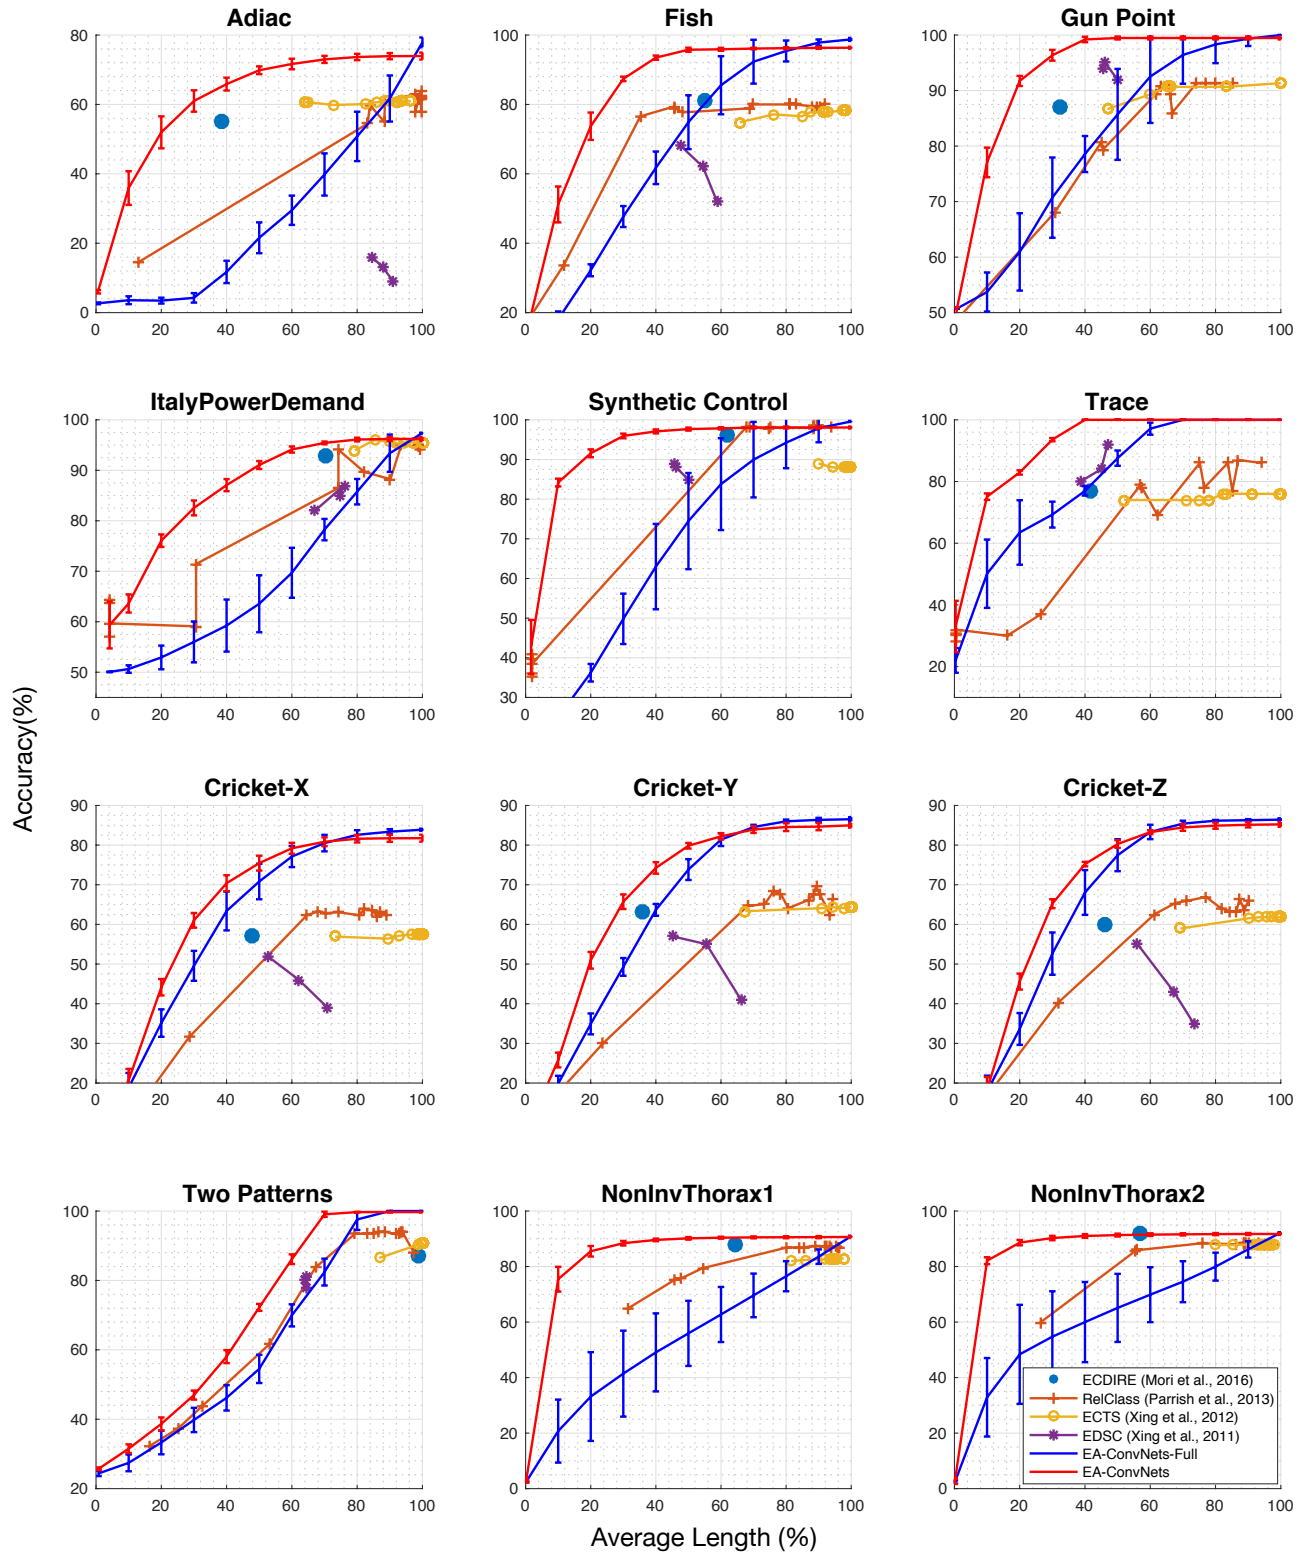 Adiac
Fish
Gun Point
80
60
40
20
0
0 20 40 60 80 100
100
80
60
40
20
0 20 40 60 80 100
100
90
80
70
60
50
0 20 40 60 80 100
ItalyPowerDemand
Synthetic Control
Trace
100
90
80
70
60
50
0 20 40 60 80 100
100
90
80
70
60
50
40
30
0 20 40 60 80 100
100
80
60
40
20
0 20 40 60 80 100
Accuracy(%)
Cricket-X
Cricket-Y
Cricket-Z
90
80
70
60
50
40
30
20
0 20 40 60 80 100
90
80
70
60
50
40
30
20
0 20 40 60 80 100
90
80
70
60
50
40
30
20
0 20 40 60 80 100
Two Patterns
NonInvThorax1
NonInvThorax2
100
80
60
40
20
0 20 40 60 80 100
100
80
60
40
20
0
0 20 40 60 80 100
100
80
60
40
20
0
0 20 40 60 80 100
ECDIRE (Mori et al., 2016)
RelClass (Parrish et al., 2013)
ECTS (Xing et al., 2012)
EDSC (Xing et al., 2011)
EA-ConvNets-Full
EA-ConvNets
Average Length (%)